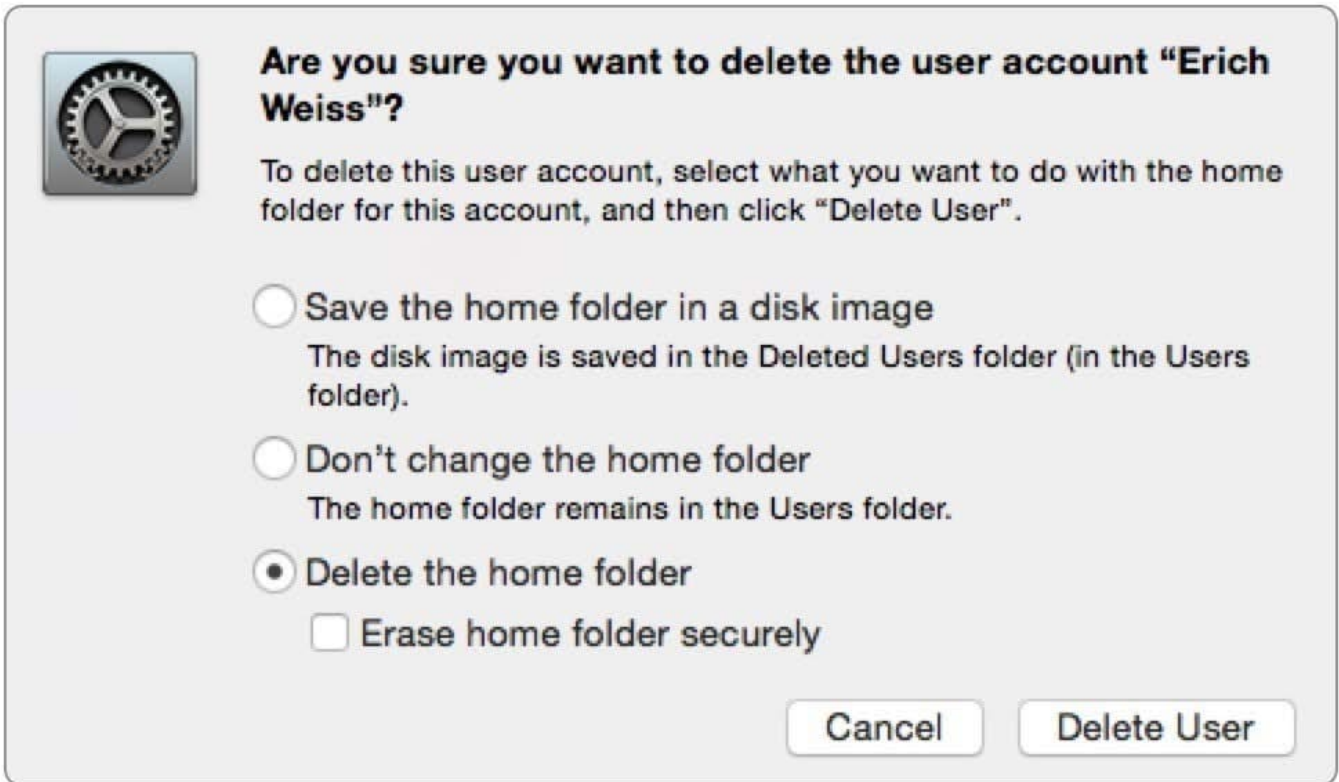 Are you sure you want to delete the user account “Erich
Weiss”?
To delete this user account, select what you want to do with the home
folder for this account, and then click “Delete User”.
Save the home folder in a disk image
The disk image is saved in the Deleted Users folder (in the Users
folder).
Don’t change the home folder
The home folder remains in the Users folder.
Delete the home folder
Erase home folder securely
Cancel Delete User